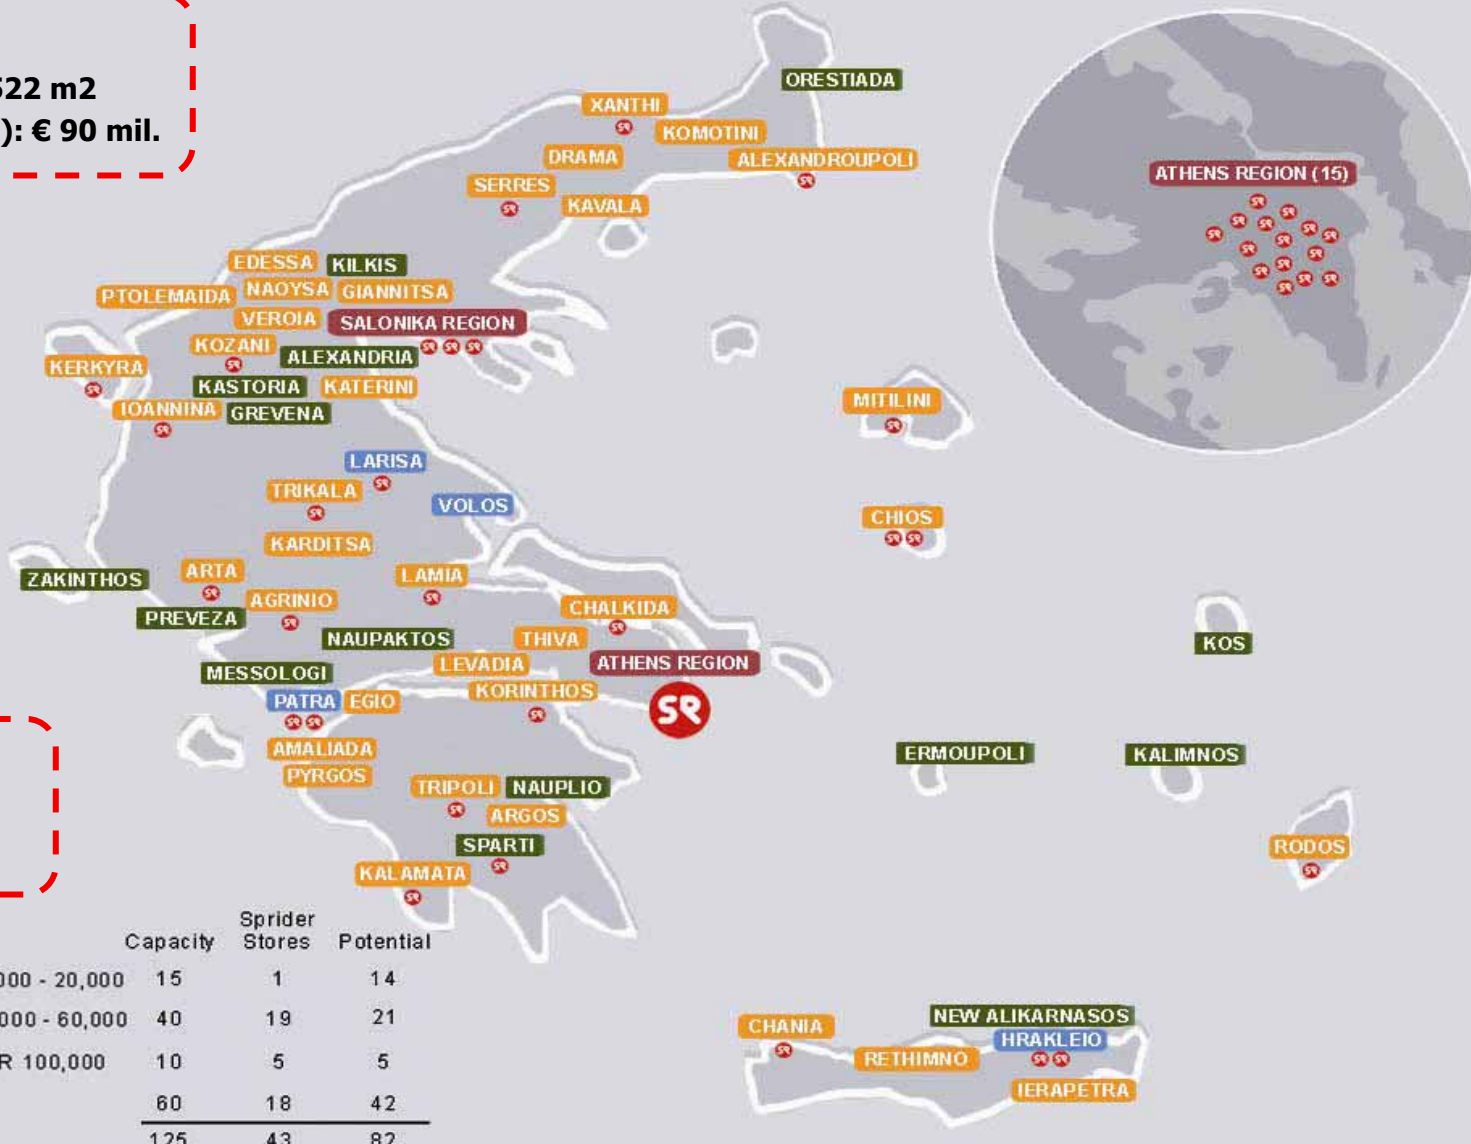 522 m2
): € 90 mil.
ORESTIADA
XANTHI
KOMOTINI
DRAMA
ALEXANDROUPOLI
SERRES
KAVALA
ATHENS REGION (15)
EDESSA KILKIS
PTOLEMAIDA NAOYSA GIANNITSA
VEROIA SALONIKA REGION
KOZANI ALEXANDRIA
KERKYRA
KASTORIA KATERINI
IOANNINA GREVENA
MITILINI
LARISA
TRIKALA
VOLOS
CHIOS
KARDITSA
ZAKINTHOS ARTA LAMIA
AGRINIO
CHALKIDA
PREVEZA
NAUPAKTOS THIVA
KOS
LEVADIA ATHENS REGION
MESSOLOGI
PATRA EGIO KORINTHOS
SR
AMALIADA
ERMOUPOLI KALIMNOS
PYRGOS
TRIPOLI NAUPLIO
ARGOS
SPARTI
RODOS
KALAMATA
Capacity Sprider Stores Potential
000 - 20,000 15 1 14
000 - 60,000 40 19 21
R 100,000 10 5 5
60 18 42
125 43 82
NEW ALIKARNASOS
CHANIA
HRAKLEIO
RETHIMNO
IERAPETRA